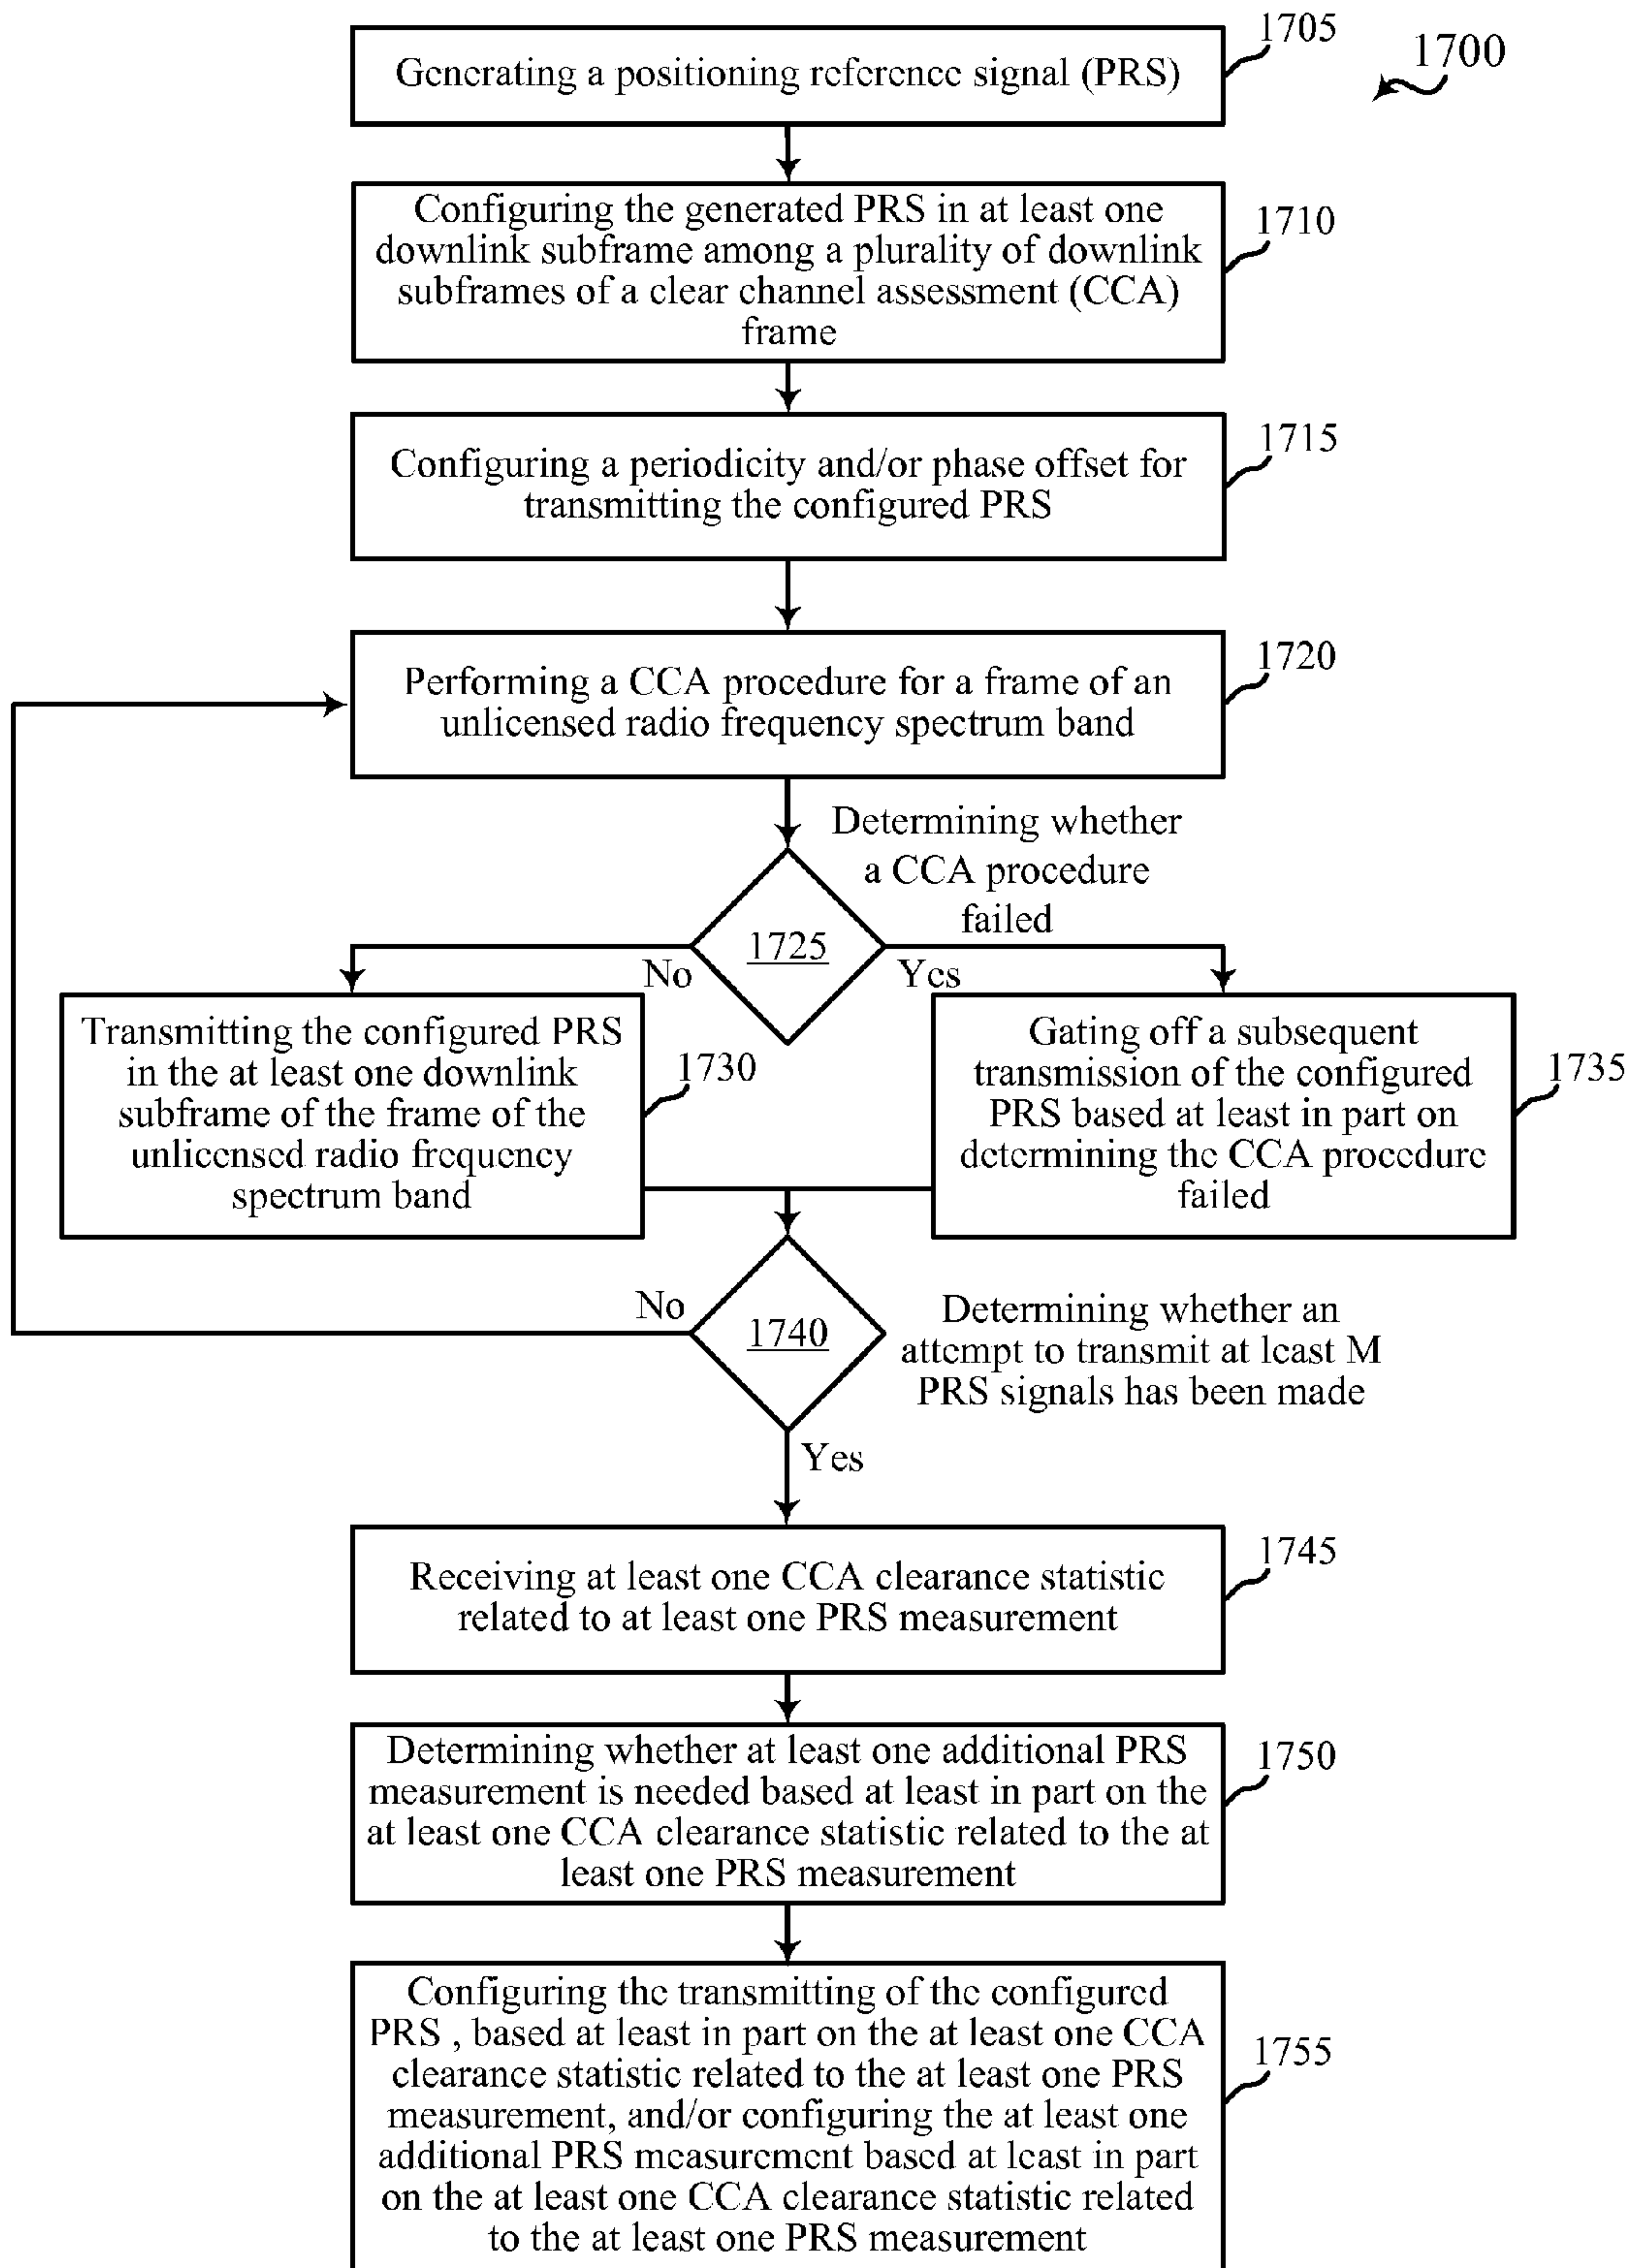 1705
1700
Generating a positioning reference signal (PRS)
Configuring the generated PRS in at least one
downlink subframe among a plurality of downlink
subframes of a clear channel assessment (CCA)
frame
1710
Configuring a periodicity and/or phase offset for
transmitting the configured PRS
1715
Performing a CCA procedure for a frame of an
unlicensed radio frequency spectrum band
1720
Determining whether
a CCA procedure
failed
1725
No
Yes
Transmitting the configured PRS
in the at least one downlink
subframe of the frame of the
unlicensed radio frequency
spectrum band
1730
Gating off a subsequent
transmission of the configured
PRS based at least in part on
determining the CCA procedure
failed
1735
No
1740
Determining whether an
attempt to transmit at least M
PRS signals has been made
Yes
Receiving at least one CCA clearance statistic
related to at least one PRS measurement
1745
Determining whether at least one additional PRS
measurement is needed based at least in part on the
at least one CCA clearance statistic related to the at
least one PRS measurement
1750
Configuring the transmitting of the configured
PRS , based at least in part on the at least one CCA
clearance statistic related to the at least one PRS
measurement, and/or configuring the at least one
additional PRS measurement based at least in part
on the at least one CCA clearance statistic related
to the at least one PRS measurement
1755